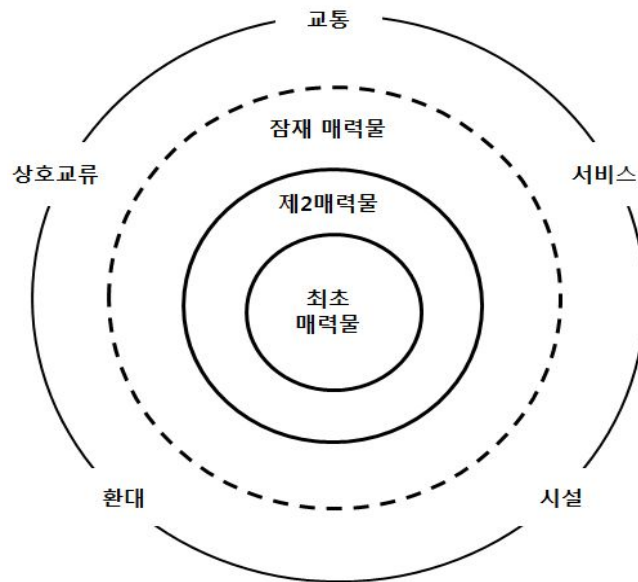 교통
잠재 매력물
상호교류
서비스
제2매력물
최초
매력물
환대
시설